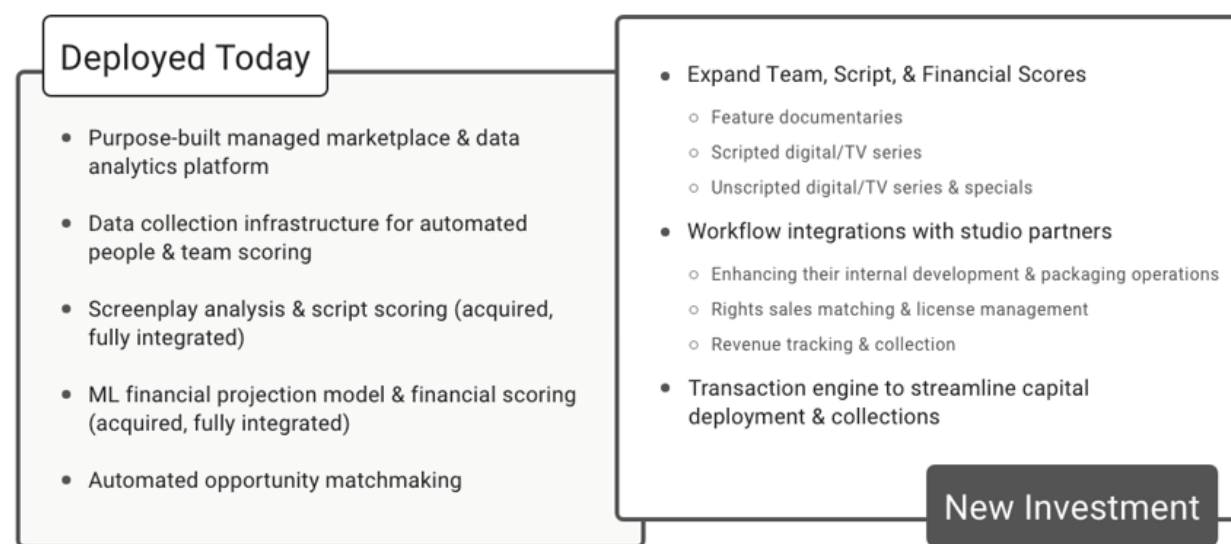 Deployed Today
• Purpose-built managed marketplace & data
analytics platform
• Data collection infrastructure for automated
people & team scoring
• Screenplay analysis & script scoring (acquired,
fully integrated)
• ML financial projection model & financial scoring
(acquired, fully integrated)
• Automated opportunity matchmaking
• Expand Team, Script, & Financial Scores
○ Feature documentaries
○ Scripted digital/TV series
○ Unscripted digital/TV series & specials
• Workflow integrations with studio partners
○ Enhancing their internal development & packaging operations
○ Rights sales matching & license management
○ Revenue tracking & collection
• Transaction engine to streamline capital
deployment & collections
New Investment